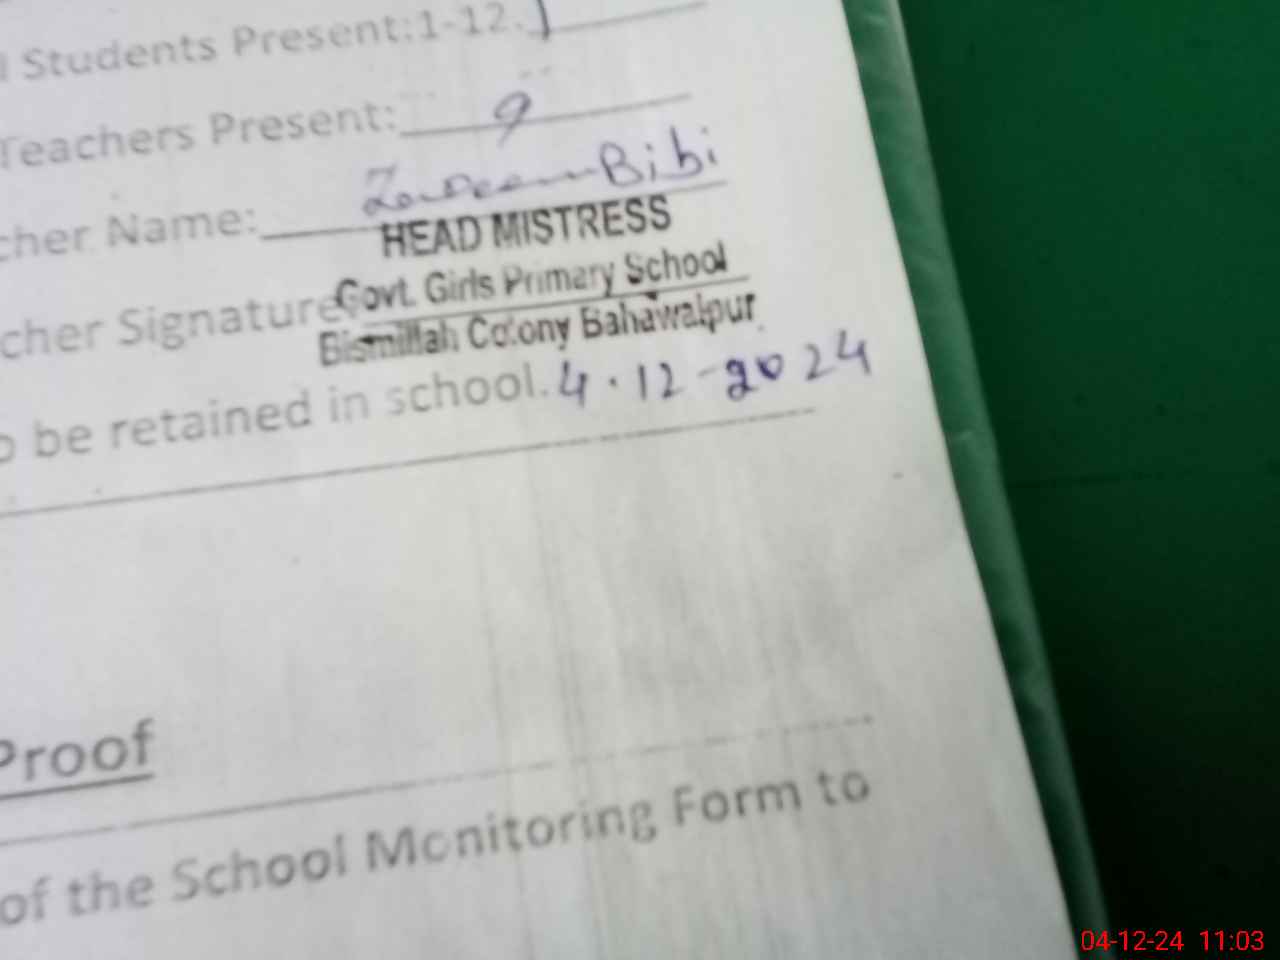 Students Present:1-12.
Teachers Present: 9
cher Name: Bibi
HEAD MISTRESS
cher Signature
Govt. Girls Primary School
Bismillah Colony Bahawalpur
be retained in school. 4.12-2024
Proof
of the School Monitoring Form to
04-12-24 11:03